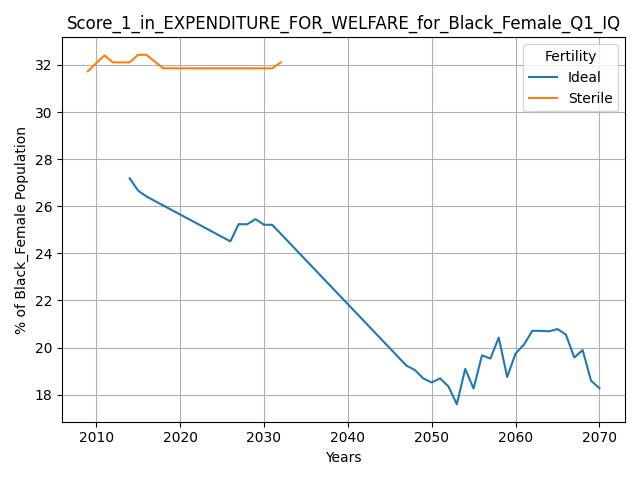 Score_1_in_EXPENDITURE_FOR_WELFARE_for_Black_Female_Q1_IQ
Fertility
Ideal
Sterile
% of Black_Female Population
32
30
28
26
24
22
20
18
2010 2020 2030 2040 2050 2060 2070
Years